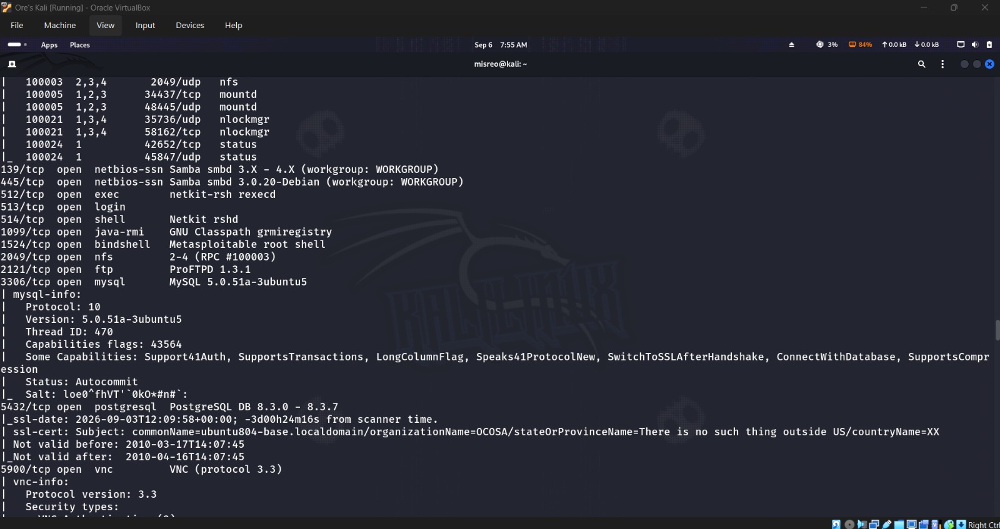 Ore's Kali [Running] - Oracle VirtualBox
File Machine View Input Devices Help
Apps Places Sep 6 7:55 AM 3% 84% ↑0.0 kB ↓0.0 kB
misreo@kali: ~
|   100003  2,3,4       2049/udp   nfs
|   100005  1,2,3      34437/tcp   mountd
|   100005  1,2,3      48445/udp   mountd
|   100021  1,3,4      35736/udp   nlockmgr
|   100021  1,3,4      58162/tcp   nlockmgr
|   100024  1          42652/tcp   status
|_  100024  1          45847/udp   status
139/tcp  open  netbios-ssn Samba smbd 3.X - 4.X (workgroup: WORKGROUP)
445/tcp  open  netbios-ssn Samba smbd 3.0.20-Debian (workgroup: WORKGROUP)
512/tcp  open  exec        netkit-rsh rexecd
513/tcp  open  login
514/tcp  open  shell       Netkit rshd
1099/tcp open  java-rmi    GNU Classpath grmiregistry
1524/tcp open  bindshell   Metasploitable root shell
2049/tcp open  nfs         2-4 (RPC #100003)
2121/tcp open  ftp         ProFTPD 1.3.1
3306/tcp open  mysql       MySQL 5.0.51a-3ubuntu5
| mysql-info:
|   Protocol: 10
|   Version: 5.0.51a-3ubuntu5
|   Thread ID: 470
|   Capabilities flags: 43564
|   Some Capabilities: Support41Auth, SupportsTransactions, LongColumnFlag, Speaks41ProtocolNew, SwitchToSSLAfterHandshake, ConnectWithDatabase, SupportsCompr
ession
|   Status: Autocommit
|_  Salt: loe0^fhVT'`0kO*#n#`:
5432/tcp open  postgresql  PostgreSQL DB 8.3.0 - 8.3.7
|_ssl-date: 2026-09-03T12:09:58+00:00; -3d00h24m16s from scanner time.
| ssl-cert: Subject: commonName=ubuntu804-base.localdomain/organizationName=OCOSA/stateOrProvinceName=There is no such thing outside US/countryName=XX
| Not valid before: 2010-03-17T14:07:45
|_Not valid after:  2010-04-16T14:07:45
5900/tcp open  vnc         VNC (protocol 3.3)
| vnc-info:
|   Protocol version: 3.3
|   Security types:
KALI LINUX
Right Ctrl